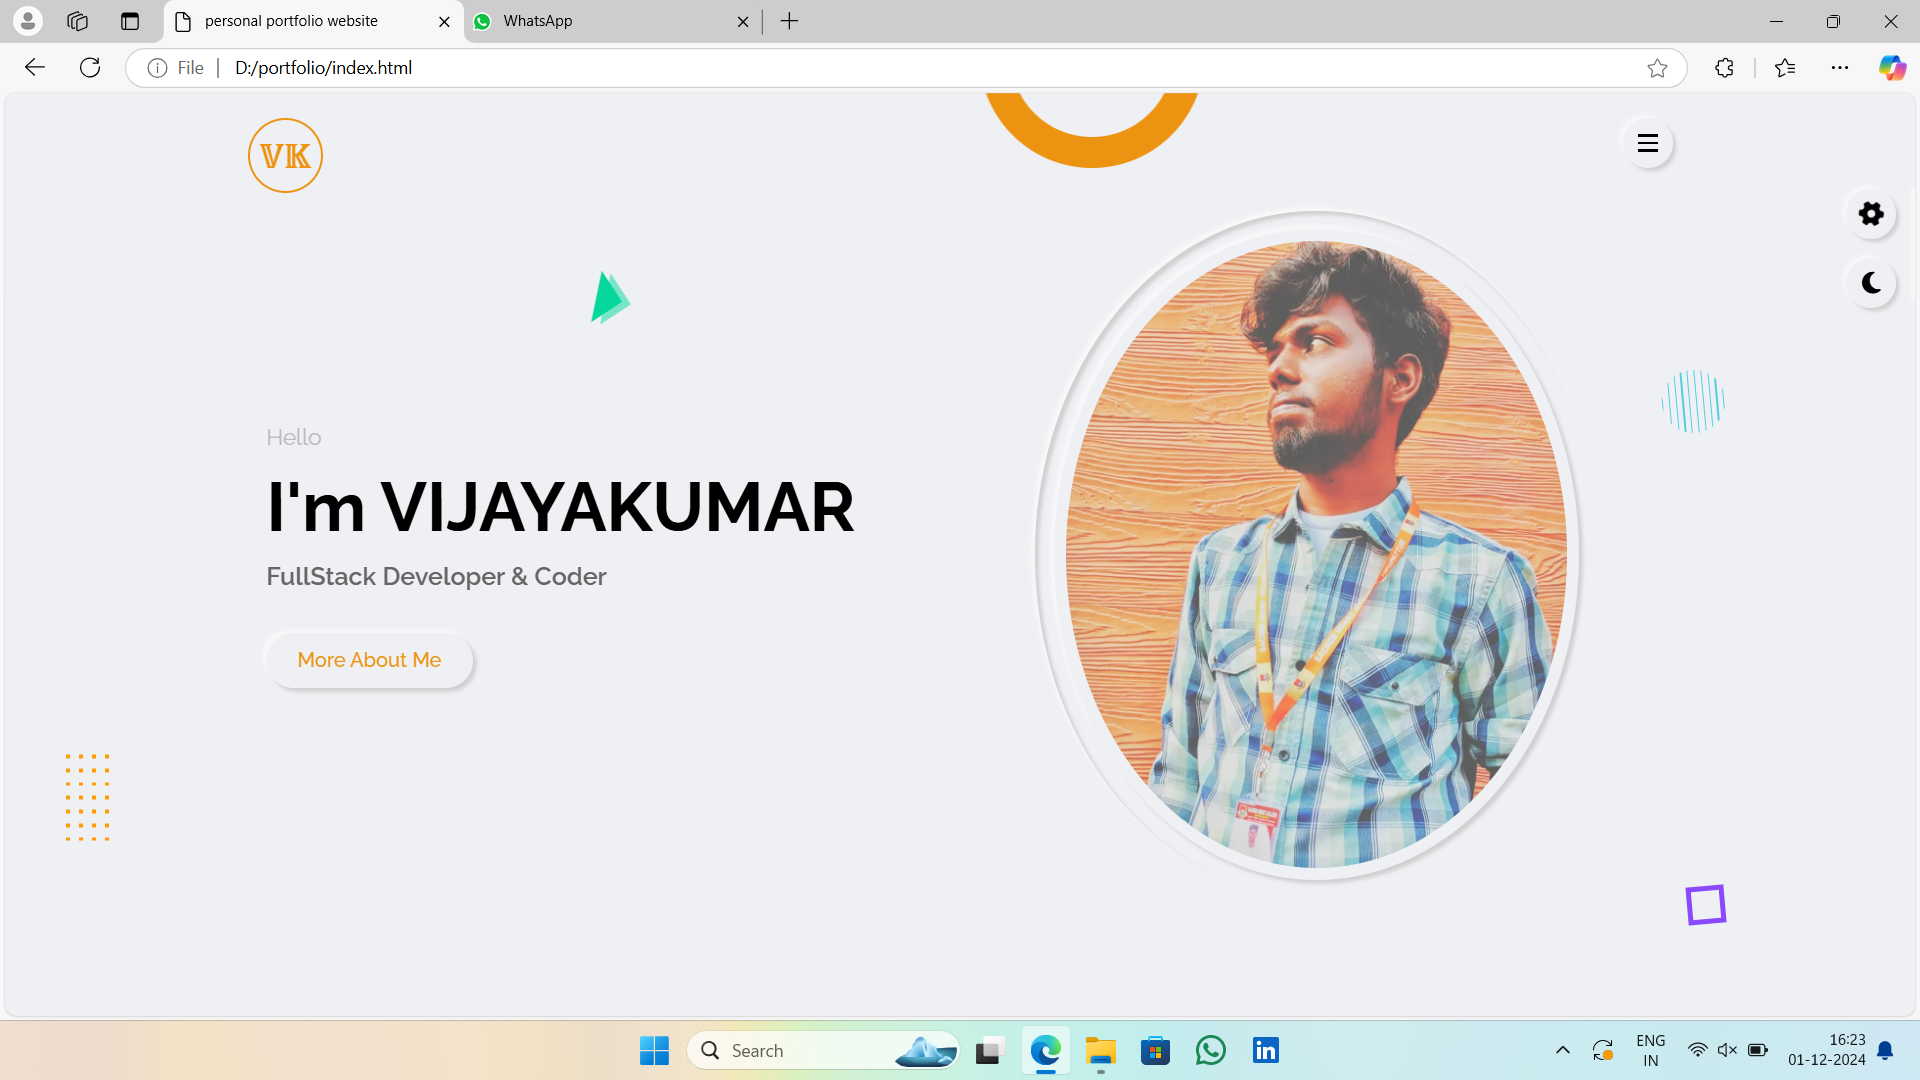 personal portfolio website
WhatsApp
File
D:/portfolio/index.html
VK
Hello
I'm VIJAYAKUMAR
FullStack Developer & Coder
More About Me
Search
in
ENG
IN
16:23
01-12-2024